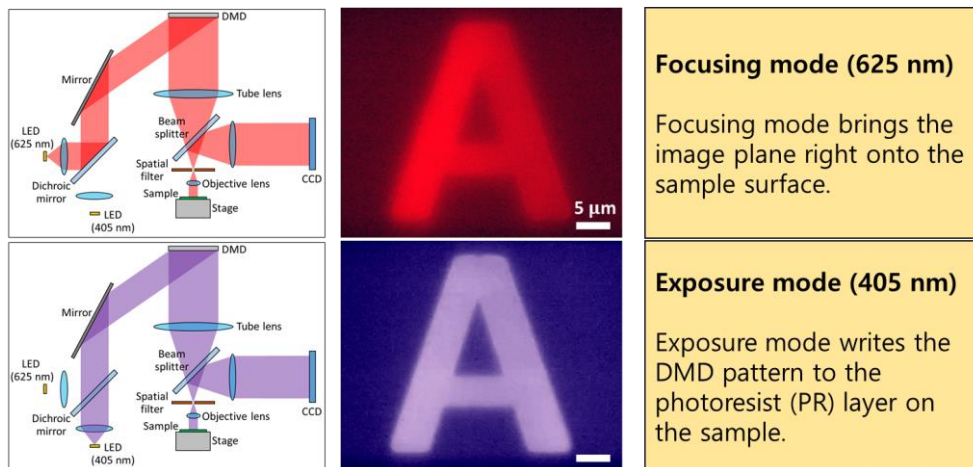 DMD
Mirror
Tube lens
LED
(625 nm)
Beam
splitter
Spatial
filter
Objective lens
Dichroic
mirror
Sample
CCD
LED
(405 nm)
Stage
5 μm
Focusing mode (625 nm)
Focusing mode brings the
image plane right onto the
sample surface.
DMD
Mirror
Tube lens
LED
(625 nm)
Beam
splitter
Spatial
filter
Objective lens
Dichroic
mirror
Sample
CCD
LED
(405 nm)
Stage
A
A
Exposure mode (405 nm)
Exposure mode writes the
DMD pattern to the
photoresist (PR) layer on
the sample.